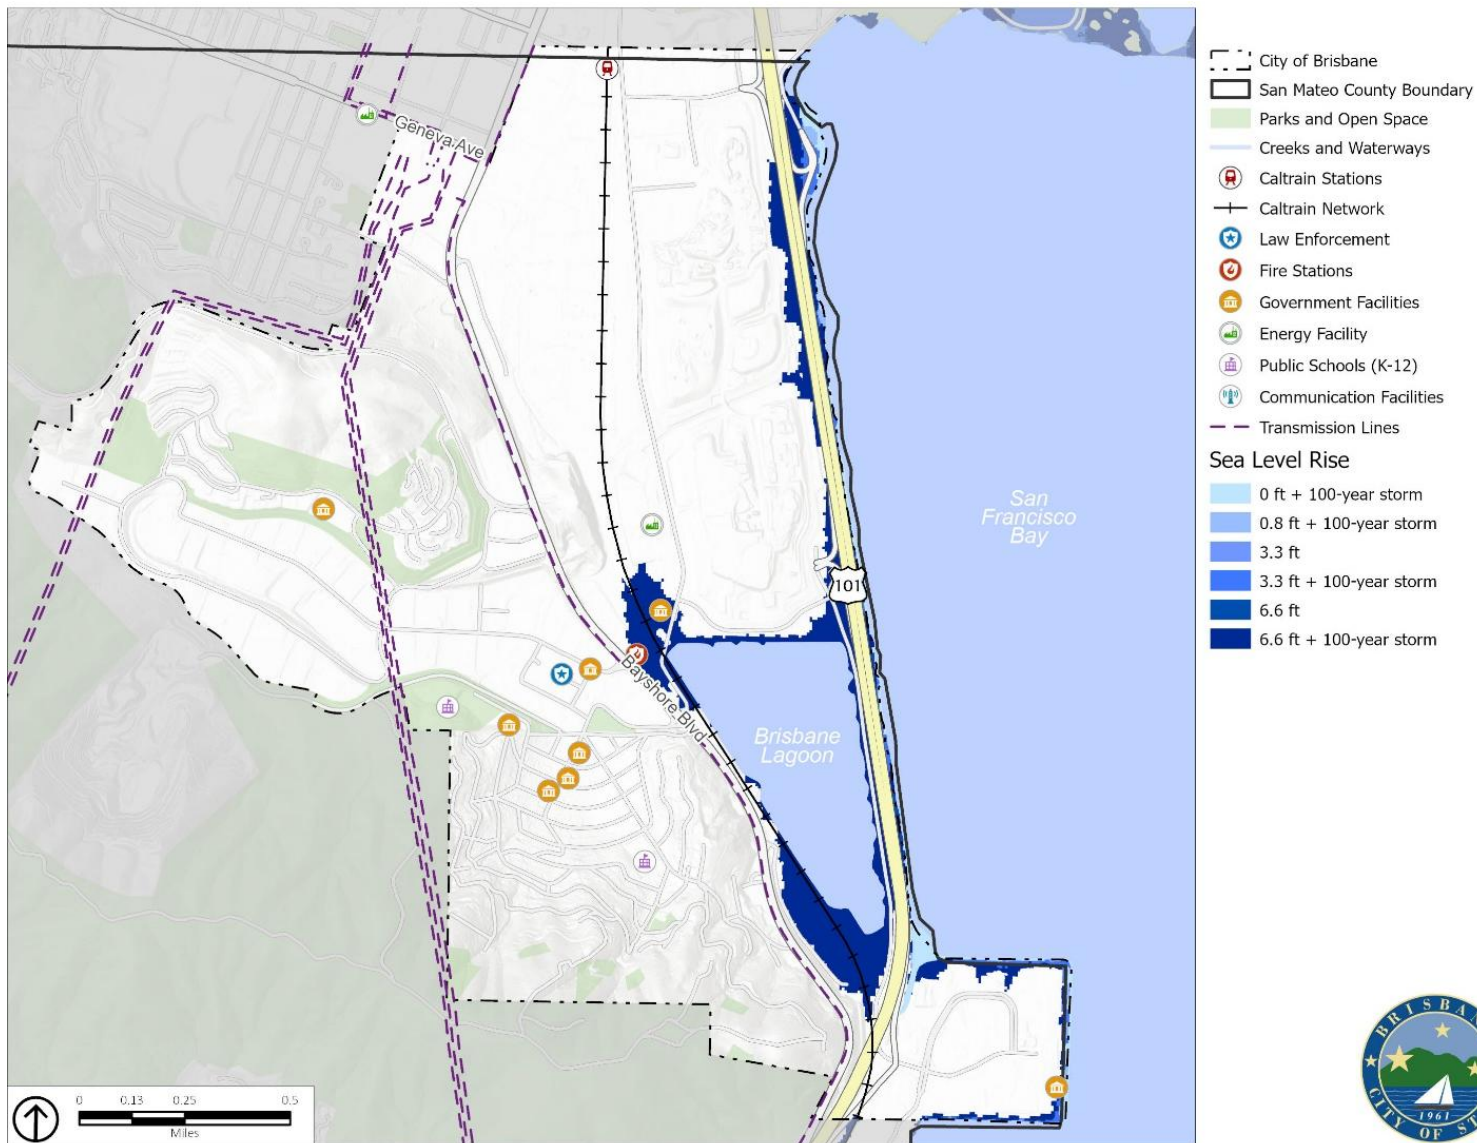 Geneva Ave
San
Francisco
Bay
101
Bayshore Blvd
Brisbane
Lagoon
0 0.13 0.25 0.5
Miles
City of Brisbane
San Mateo County Boundary
Parks and Open Space
Creeks and Waterways
Caltrain Stations
Caltrain Network
Law Enforcement
Fire Stations
Government Facilities
Energy Facility
Public Schools (K-12)
Communication Facilities
Transmission Lines
Sea Level Rise
0 ft + 100-year storm
0.8 ft + 100-year storm
3.3 ft
3.3 ft + 100-year storm
6.6 ft
6.6 ft + 100-year storm
BRISBAN
1961
CITY OF ST